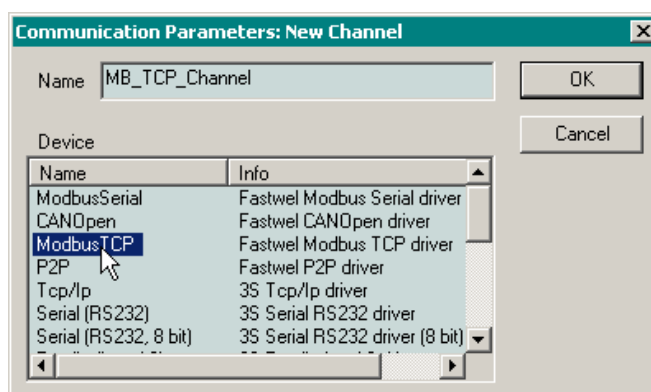 Communication Parameters: New Channel
Name MB_TCP_Channel OK
Cancel
Device
Name Info
ModbusSerial Fastwel Modbus Serial driver
CANOpen Fastwel CANOpen driver
ModbusTCP Fastwel Modbus TCP driver
P2P Fastwel P2P driver
Tcp/Ip 3S Tcp/Ip driver
Serial (RS232) 3S Serial RS232 driver
Serial (RS232, 8 bit) 3S Serial RS232 driver (8 bit)